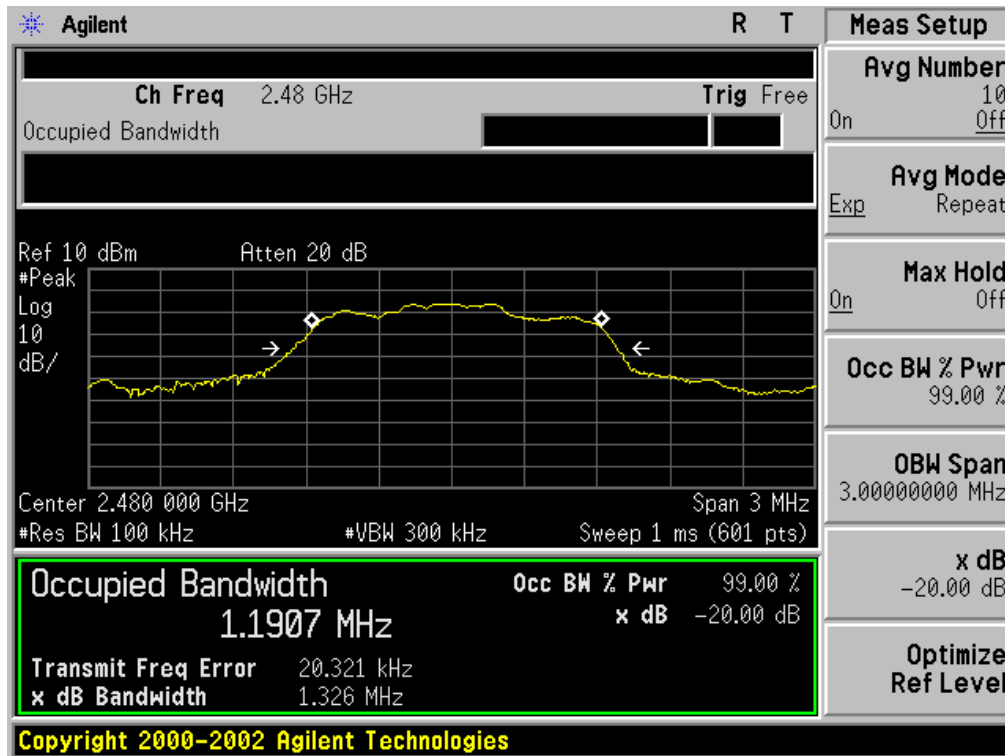 Agilent R T
Ch Freq 2.48 GHz Trig Free
Occupied Bandwidth
Ref 10 dBm Atten 20 dB
#Peak
Log
10
dB/
Center 2.480 000 GHz Span 3 MHz
#Res BW 100 kHz #VBW 300 kHz Sweep 1 ms (601 pts)
Occupied Bandwidth
1.1907 MHz
Occ BW % Pwr 99.00 %
x dB -20.00 dB
Transmit Freq Error 20.321 kHz
x dB Bandwidth 1.326 MHz
Copyright 2000-2002 Agilent Technologies
Meas Setup
Avg Number
10
On Off
Avg Mode
Exp Repeat
Max Hold
On Off
Occ BW % Pwr
99.00 %
OBW Span
3.00000000 MHz
x dB
-20.00 dB
Optimize
Ref Level